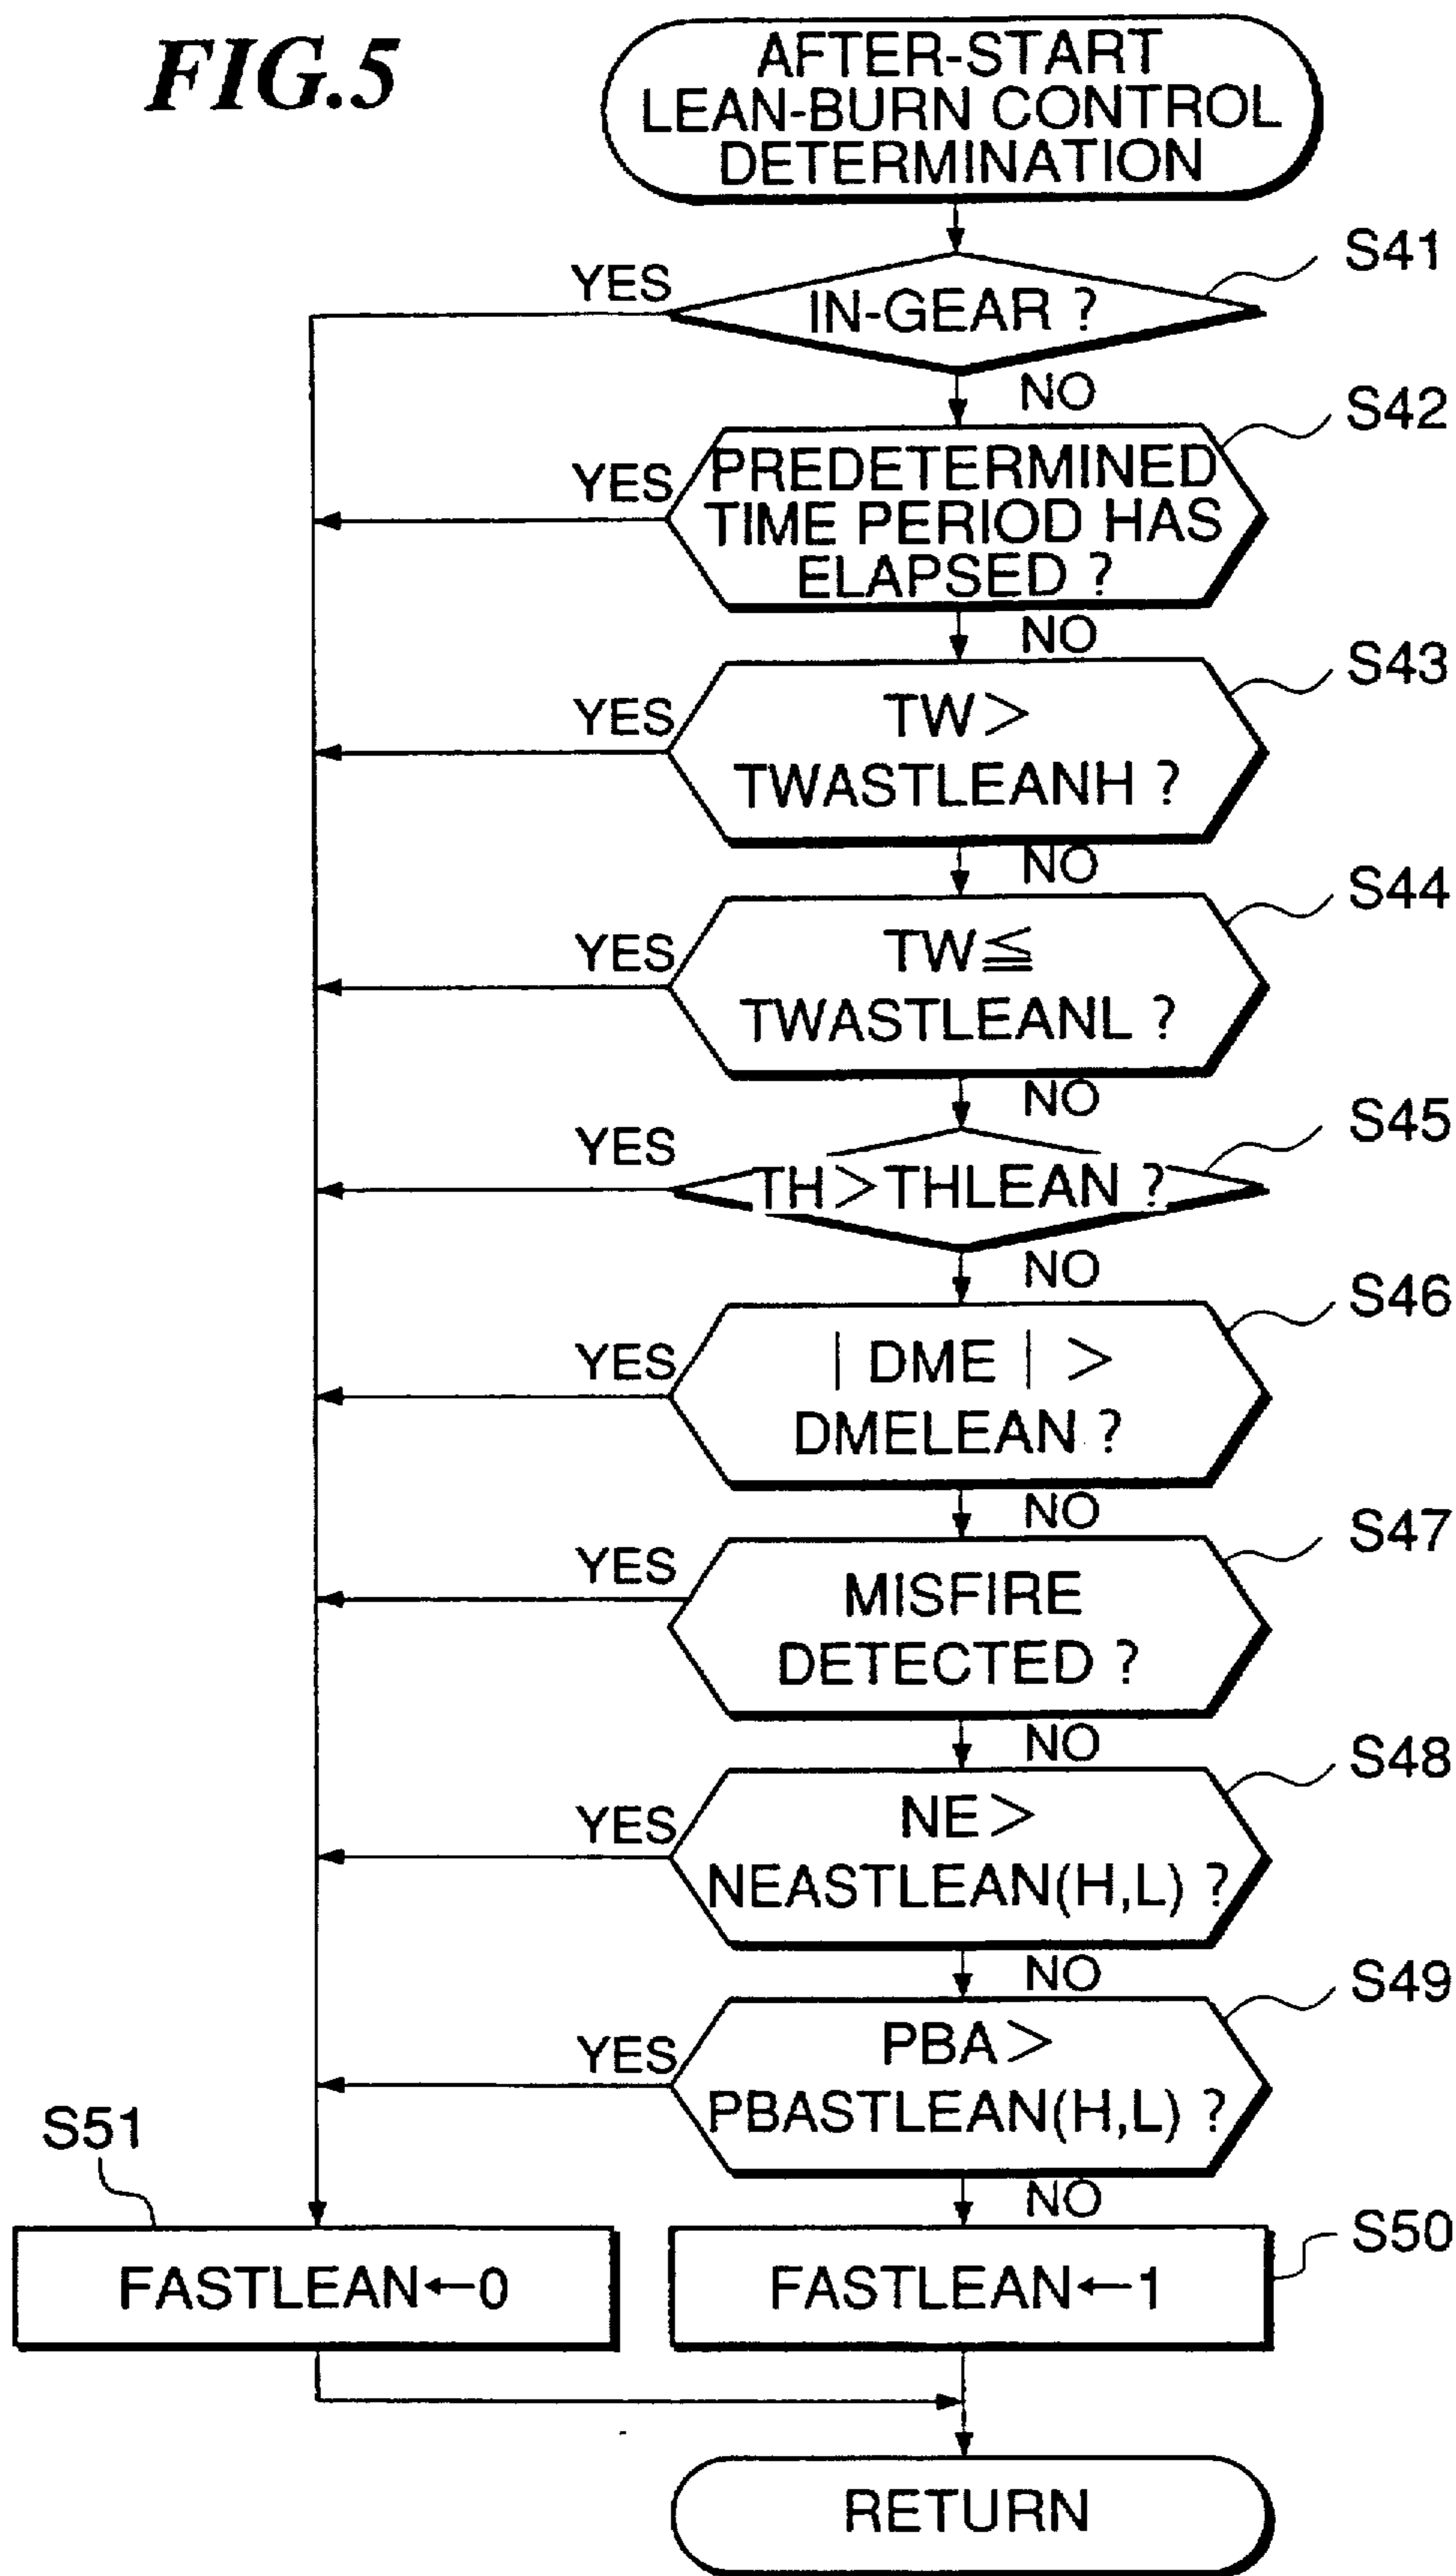 FIG.5
AFTER-START
LEAN-BURN CONTROL
DETERMINATION
S41
YES
IN-GEAR ?
NO
S42
YES
PREDETERMINED
TIME PERIOD HAS
ELAPSED ?
NO
S43
YES
TW>
TWASTLEANH ?
NO
S44
YES
TW≦
TWASTLEANL ?
NO
S45
YES
TH>THLEAN ?
NO
S46
YES
| DME | >
DMELEAN ?
NO
S47
YES
MISFIRE
DETECTED ?
NO
S48
YES
NE>
NEASTLEAN(H,L) ?
NO
S49
YES
PBA>
PBASTLEAN(H,L) ?
NO
S51
S50
FASTLEAN←0
FASTLEAN←1
RETURN